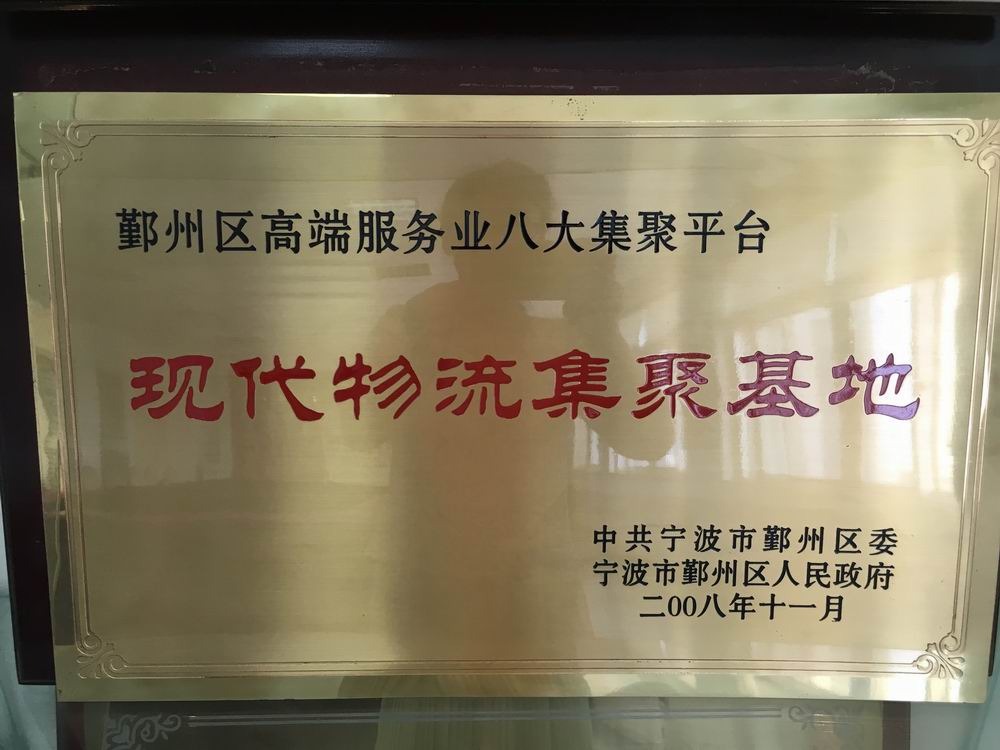 鄞州区高端服务业八大集聚平台
现代物流集聚基地
中共宁波市鄞州区委
宁波市鄞州区人民政府
二00八年十一月